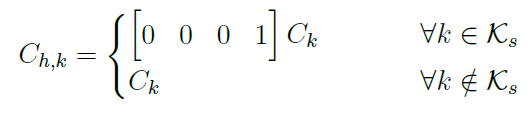 C_{h,k} = \begin{cases} \begin{bmatrix} 0 & 0 & 0 & 1 \end{bmatrix} C_k & \forall k \in \mathcal{K}_s \\ C_k & \forall k \notin \mathcal{K}_s \end{cases}